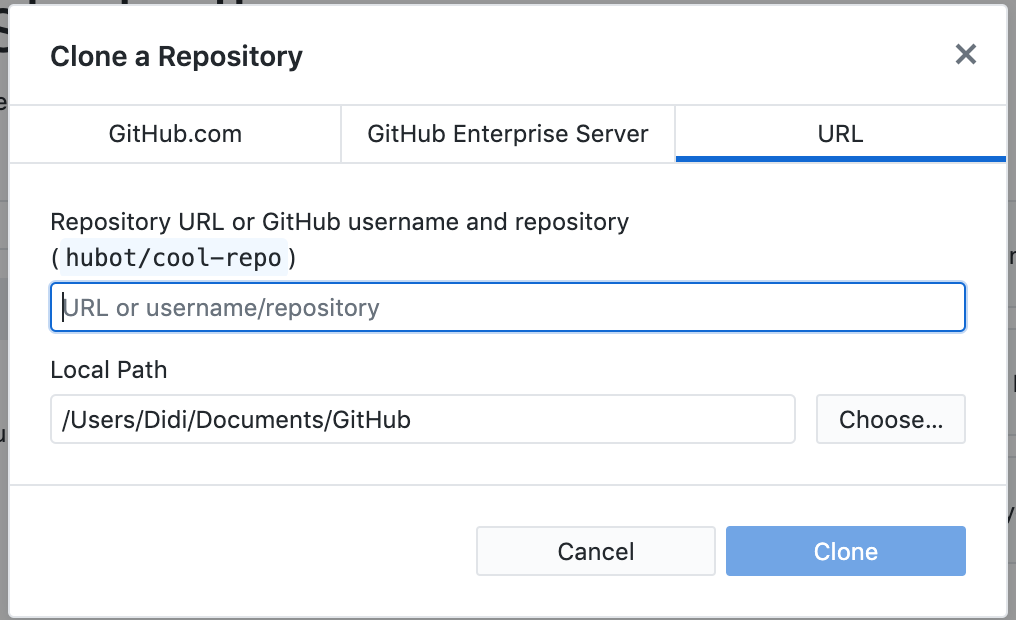 Clone a Repository
GitHub.com
GitHub Enterprise Server
URL
Repository URL or GitHub username and repository
(hubot/cool-repo)
URL or username/repository
Local Path
/Users/Didi/Documents/GitHub
Choose...
Cancel
Clone